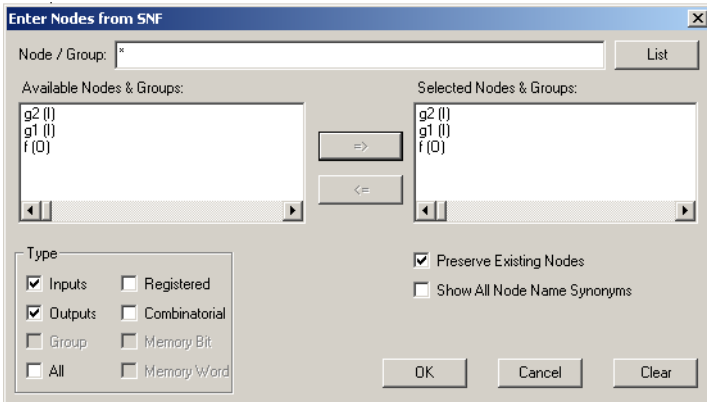 Enter Nodes from SNF
Node / Group: * List
Available Nodes & Groups: Selected Nodes & Groups:
g2 (I) g2 (I)
g1 (I) g1 (I)
f (O) f (O)
=>
<=
Type
Inputs Registered
Outputs Combinatorial
Group Memory Bit
All Memory Word
Preserve Existing Nodes
Show All Node Name Synonyms
OK Cancel Clear